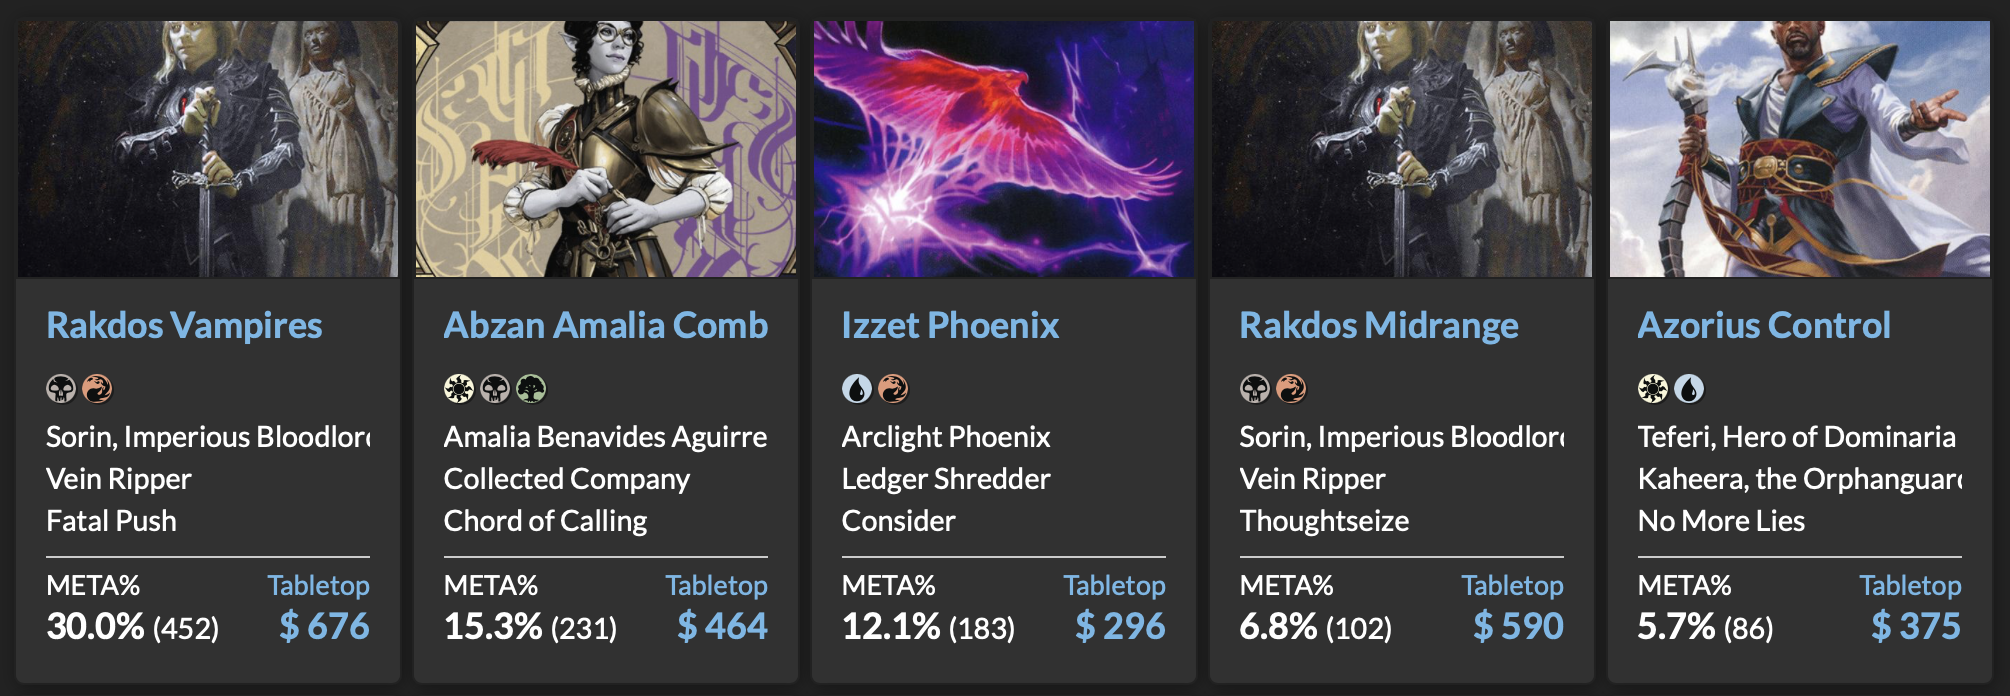 Rakdos Vampires
Sorin, Imperious Bloodlor
Vein Ripper
Fatal Push
META% Tabletop
30.0% (452) $ 676
Abzan Amalia Comb
Amalia Benavides Aguirre
Collected Company
Chord of Calling
META% Tabletop
15.3% (231) $ 464
Izzet Phoenix
Arclight Phoenix
Ledger Shredder
Consider
META% Tabletop
12.1% (183) $ 296
Rakdos Midrange
Sorin, Imperious Bloodlor
Vein Ripper
Thoughtseize
META% Tabletop
6.8% (102) $ 590
Azorius Control
Teferi, Hero of Dominaria
Kaheera, the Orphanguar
No More Lies
META% Tabletop
5.7% (86) $ 375